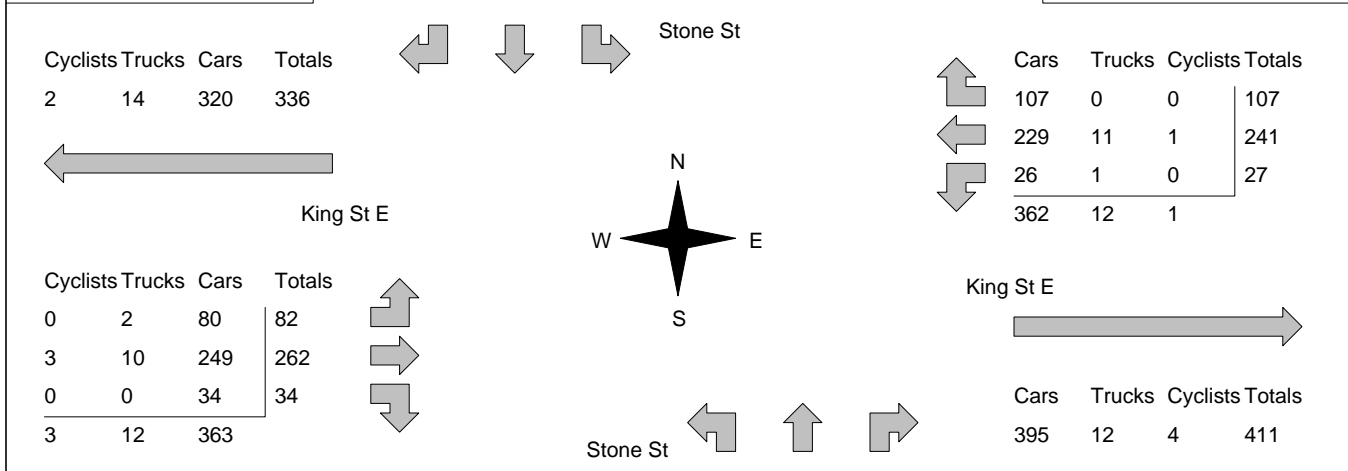 Stone St
Cyclists Trucks Cars Totals
2 14 320 336
Cars Trucks Cyclists Totals
107 0 0 107
229 11 1 241
26 1 0 27
362 12 1
King St E
N
W E
S
Cyclists Trucks Cars Totals
0 2 80 82
3 10 249 262
0 0 34 34
3 12 363
King St E
Cars Trucks Cyclists Totals
395 12 4 411
Stone St